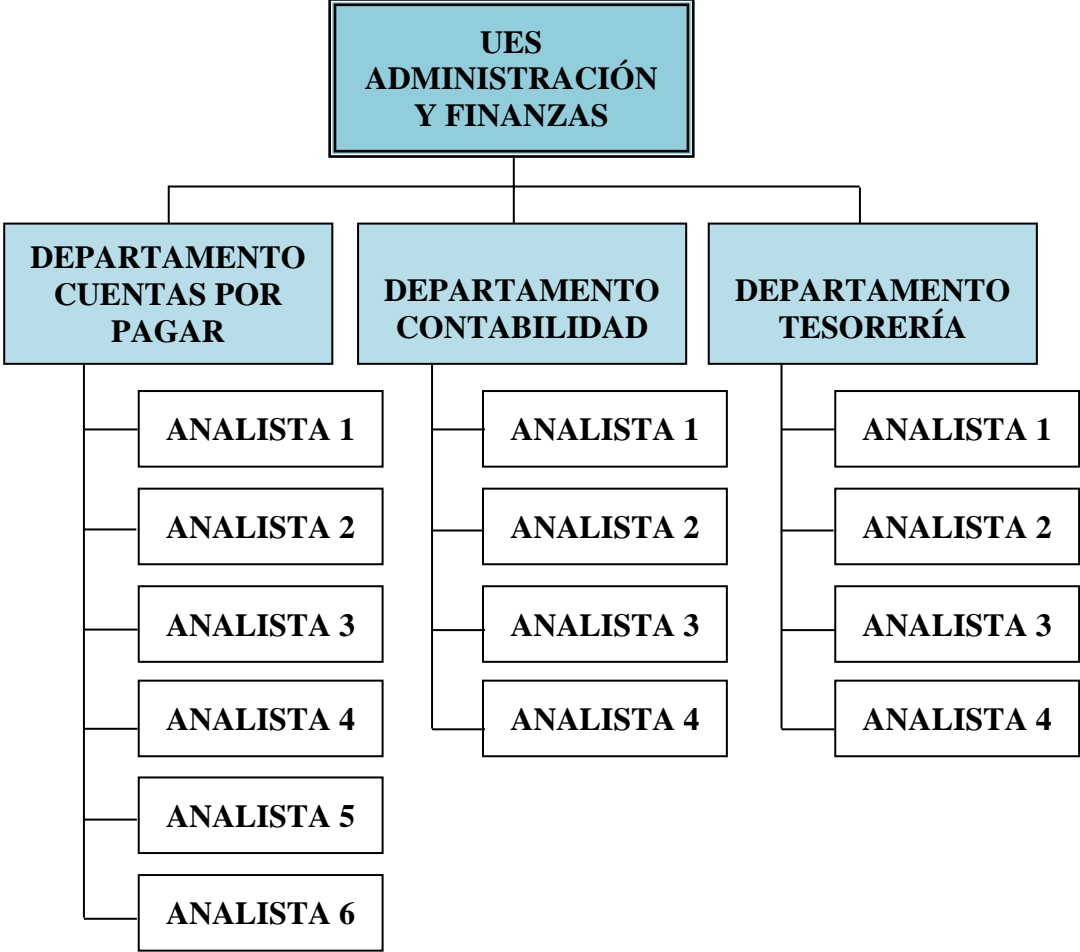 UES
ADMINISTRACIÓN
Y FINANZAS
DEPARTAMENTO
CUENTAS POR
PAGAR
ANALISTA 1
ANALISTA 2
ANALISTA 3
ANALISTA 4
ANALISTA 5
ANALISTA 6
DEPARTAMENTO
CONTABILIDAD
ANALISTA 1
ANALISTA 2
ANALISTA 3
ANALISTA 4
DEPARTAMENTO
TESORERÍA
ANALISTA 1
ANALISTA 2
ANALISTA 3
ANALISTA 4